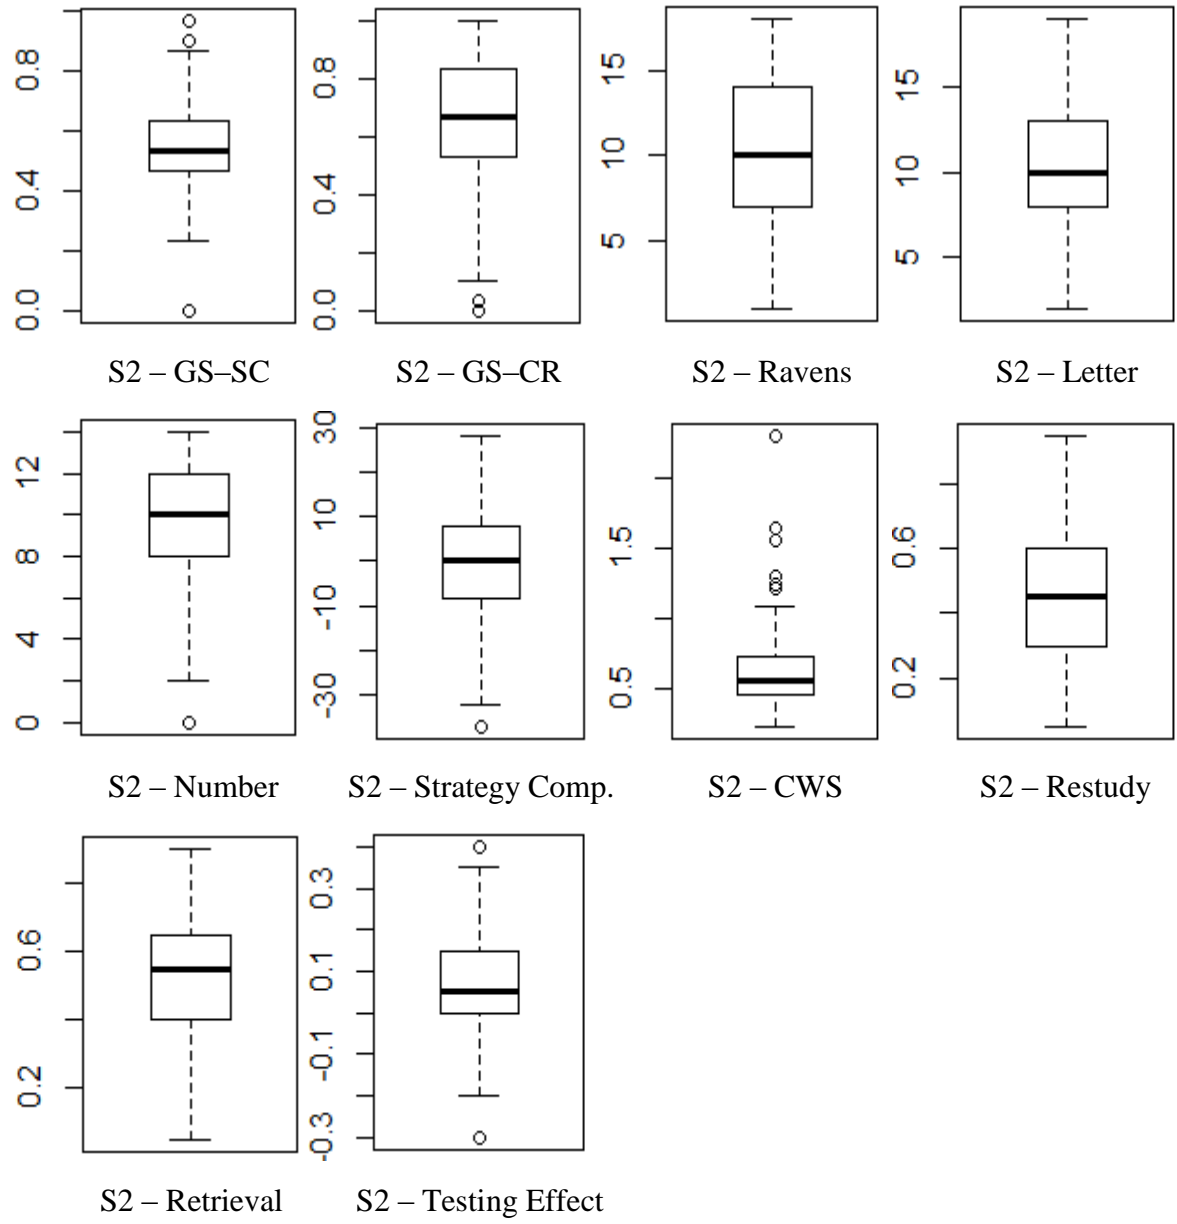 0.0 0.4 0.8
0.0 0.4 0.8
5 10 15
5 10 15
S2 – GS–SC
S2 – GS–CR
S2 – Ravens
S2 – Letter
0 4 8 12
-30 -10 10 30
0.5 1.5
0.2 0.6
S2 – Number
S2 – Strategy Comp.
S2 – CWS
S2 – Restudy
0.2 0.6
-0.3 -0.1 0.1 0.3
S2 – Retrieval
S2 – Testing Effect